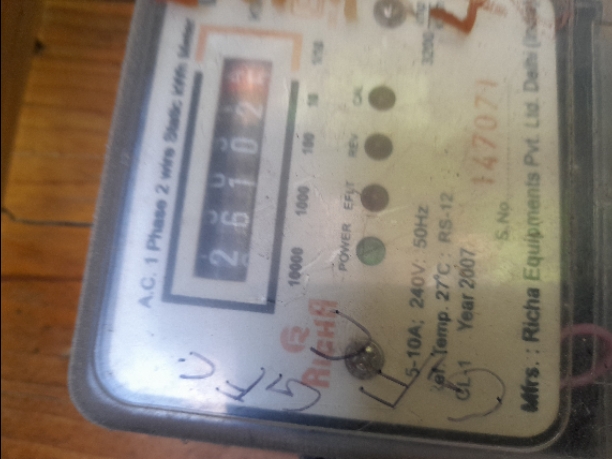 A.C. 1 Phase 2 wire Static kWh Meter
1/10
10
100
1000
10000
2 6 1 0 2
CAL
REV
E/F/L
POWER
3200
RICHA
5-10A, 240V: 50Hz
Ref Temp. 27°C: RS-12
CL-1 Year 2007
S.No.
147071
Mfrs.: Richa Equipments Pvt. Ltd. Delhi